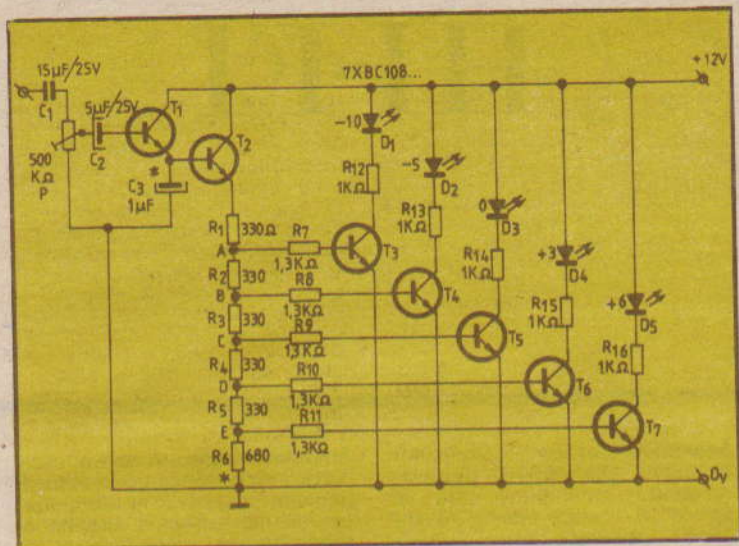 15µF/25V
C1
5µF/25V
500
KΩ
P
C2
T1
T2
*
C3
1µF
7XBC108...
+12V
-10
D1
R12
1KΩ
-5
D2
R13
1KΩ
0
D3
R14
1KΩ
+3
D4
R15
1KΩ
+6
D5
R16
1KΩ
R1 330Ω
A
R7
1,3KΩ
T3
R2 330
B
R8
1,3KΩ
T4
R3 330
C
R9
1,3KΩ
T5
R4 330
D
R10
1,3KΩ
T6
R5 330
E
R11
1,3KΩ
T7
R6 680
*
0V